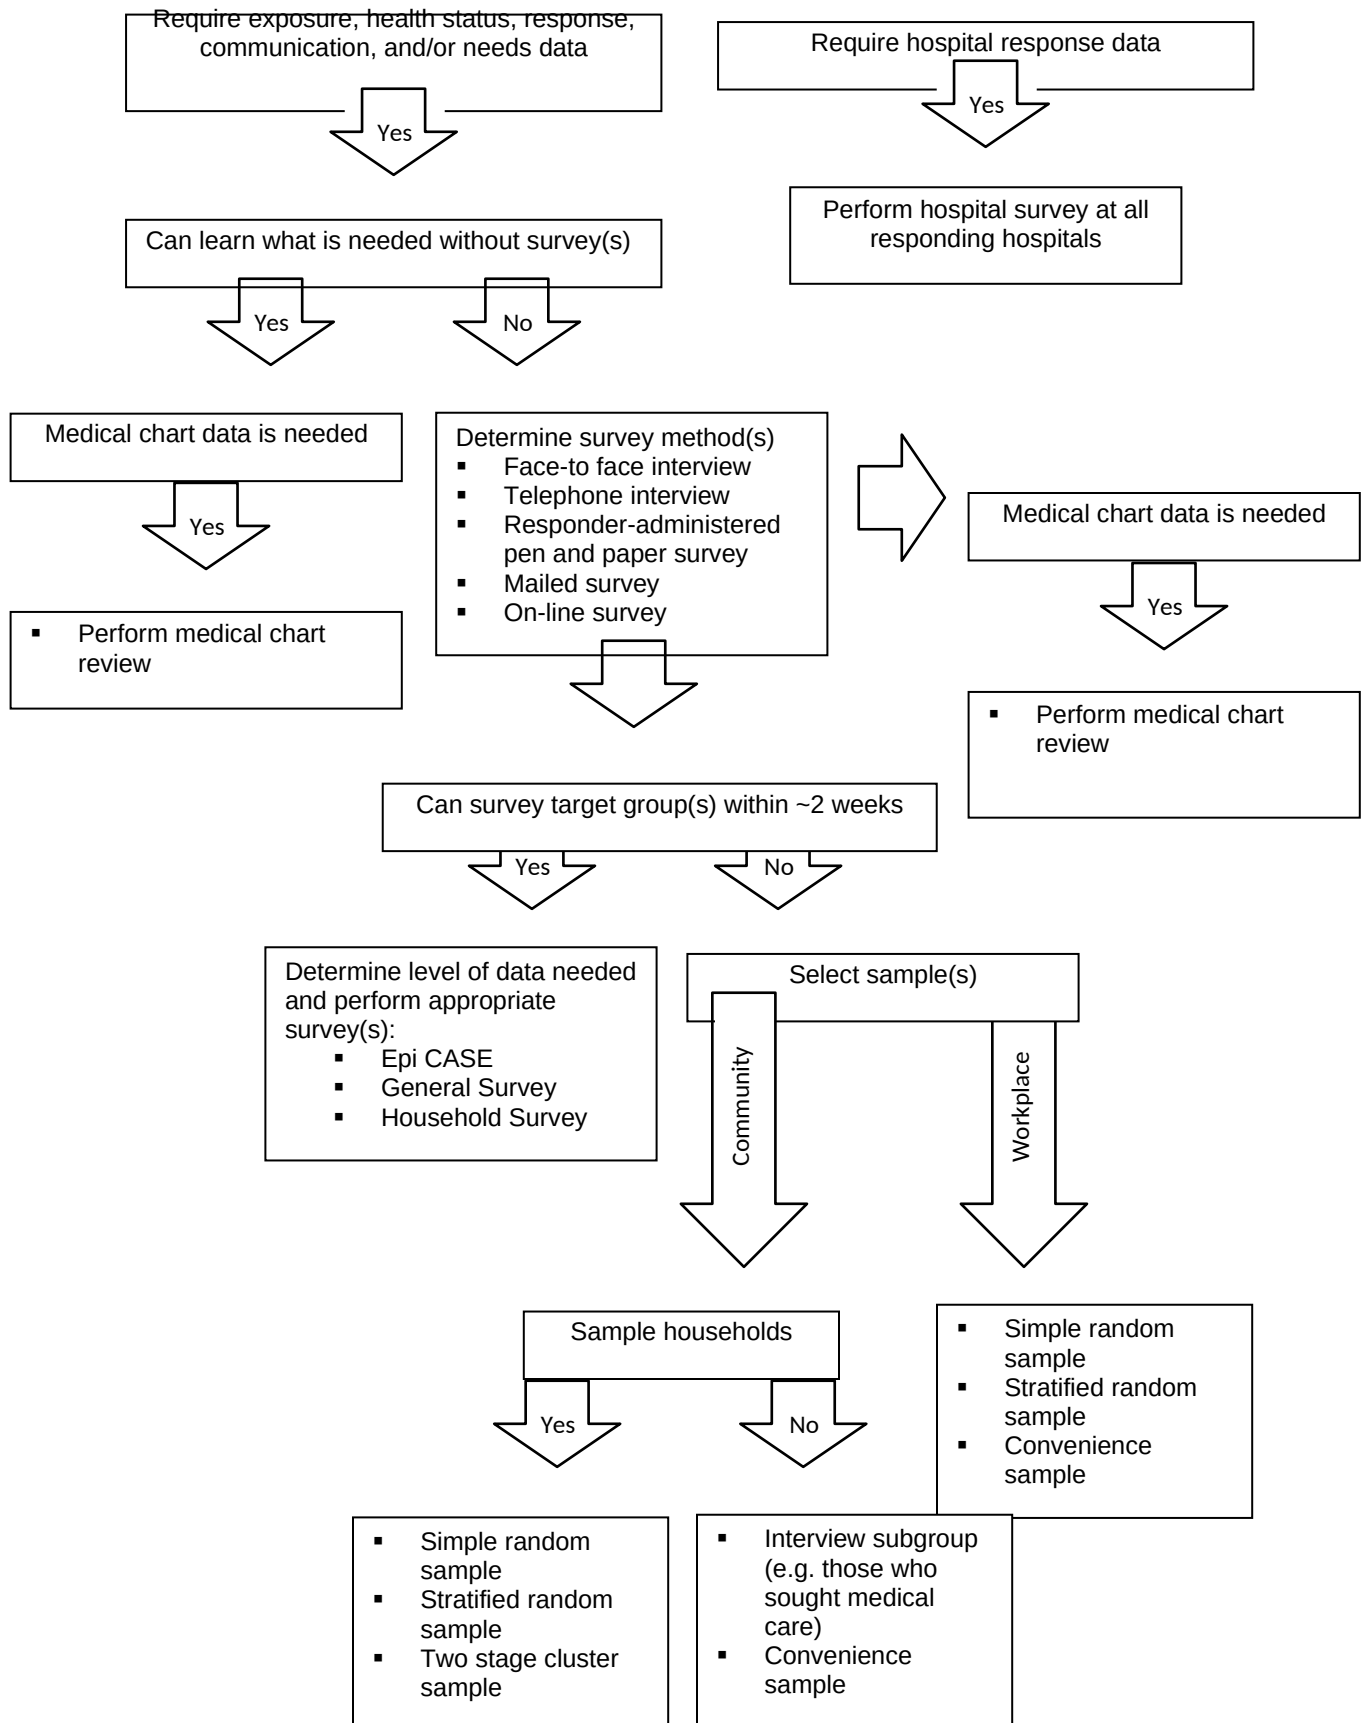 Require exposure, health status, response,
communication, and/or needs data
Yes
Require hospital response data
Yes
Perform hospital survey at all
responding hospitals
Can learn what is needed without survey(s)
Yes
No
Medical chart data is needed
Yes
▪ Perform medical chart
review
Determine survey method(s)
▪ Face-to face interview
▪ Telephone interview
▪ Responder-administered
pen and paper survey
▪ Mailed survey
▪ On-line survey
Medical chart data is needed
Yes
▪ Perform medical chart
review
Can survey target group(s) within ~2 weeks
Yes
No
Determine level of data needed
and perform appropriate
survey(s):
▪ Epi CASE
▪ General Survey
▪ Household Survey
Select sample(s)
Community
Workplace
Sample households
Yes
No
▪ Simple random
sample
▪ Stratified random
sample
▪ Convenience
sample
▪ Simple random
sample
▪ Stratified random
sample
▪ Two stage cluster
sample
▪ Interview subgroup
(e.g. those who
sought medical
care)
▪ Convenience
sample